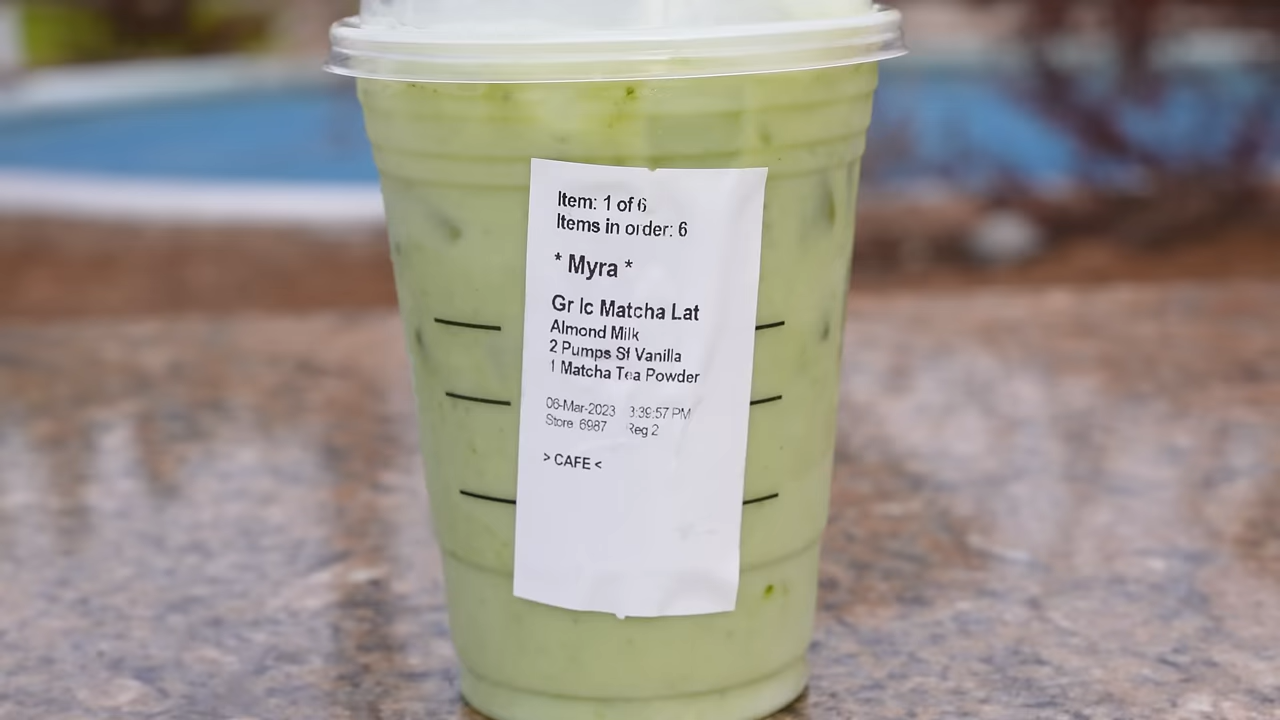 Item: 1 of 6
Items in order: 6
* Myra *
Gr Ic Matcha Lat
Almond Milk
2 Pumps Sf Vanilla
1 Matcha Tea Powder
06-Mar-2023 3:39:57 PM
Store 6987 Reg 2
> CAFE <